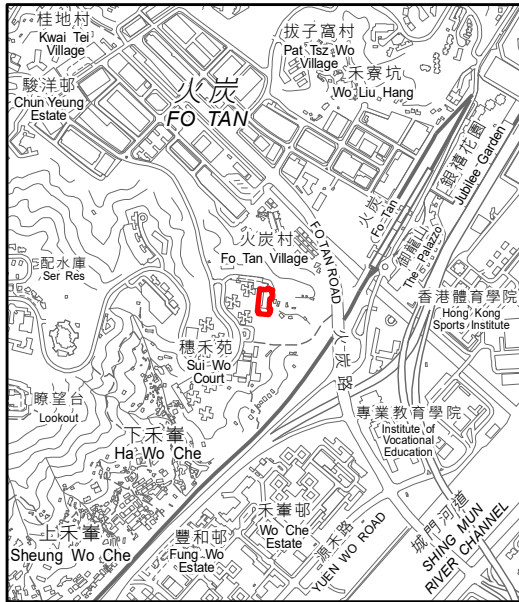 桂地村
Kwai Tei
Village
拔子窩村
Pat Tsz Wo
Village
禾寮坑
Wo Liu Hang
駿洋邨
Chun Yeung
Estate
火炭
FO TAN
銀禧花園
Jubilee Garden
火炭
Fo Tan
御龍山
The Palazzo
火炭村
Fo Tan Village
FO TAN ROAD
火炭路
配水庫
Ser Res
香港體育學院
Hong Kong
Sports Institute
穗禾苑
Sui Wo
Court
瞭望台
Lookout
專業教育學院
Institute of
Vocational
Education
下禾輋
Ha Wo Che
上禾輋
Sheung Wo Che
禾輋邨
Wo Che
Estate
豐和邨
Fung Wo
Estate
源禾路
YUEN WO ROAD
城門河道
SHING MUN
RIVER CHANNEL